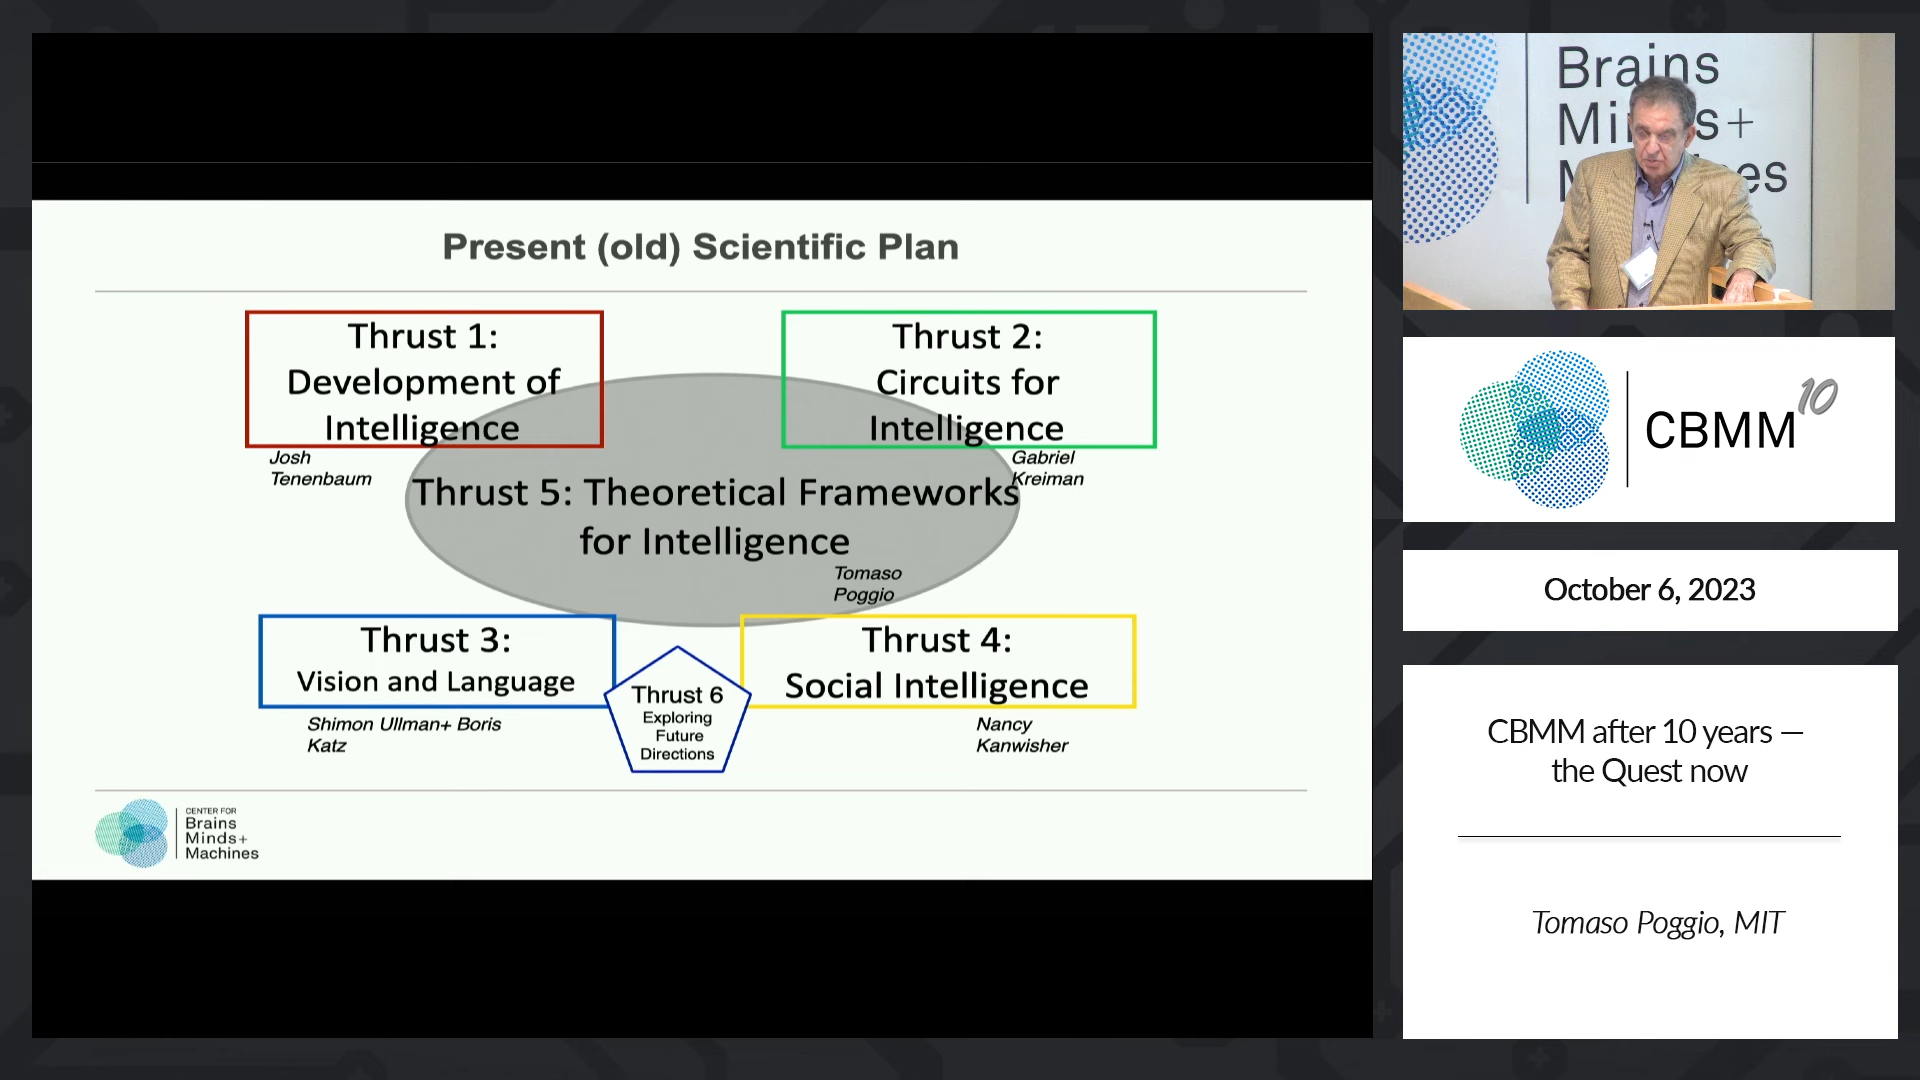 Present (old) Scientific Plan
Thrust 1:
Development of
Intelligence
Josh
Tenenbaum
Thrust 2:
Circuits for
Intelligence
Gabriel
Kreiman
Thrust 5: Theoretical Frameworks
for Intelligence
Tomaso
Poggio
Thrust 3:
Vision and Language
Shimon Ullman+ Boris
Katz
Thrust 6
Exploring
Future
Directions
Thrust 4:
Social Intelligence
Nancy
Kanwisher
CENTER FOR
Brains
Minds+
Machines
Brains
CBMM10
October 6, 2023
CBMM after 10 years —
the Quest now
Tomaso Poggio, MIT